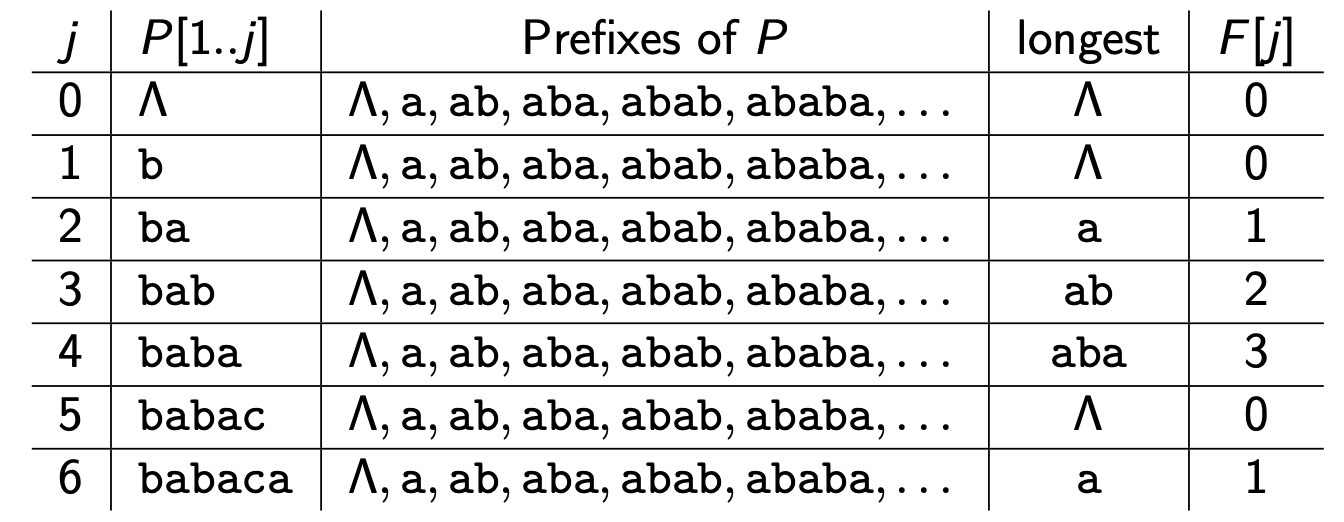 j P[1..j] Prefixes of P longest F[j]
0 Λ Λ, a, ab, aba, abab, ababa, ... Λ 0
1 b Λ, a, ab, aba, abab, ababa, ... Λ 0
2 ba Λ, a, ab, aba, abab, ababa, ... a 1
3 bab Λ, a, ab, aba, abab, ababa, ... ab 2
4 baba Λ, a, ab, aba, abab, ababa, ... aba 3
5 babac Λ, a, ab, aba, abab, ababa, ... Λ 0
6 babaca Λ, a, ab, aba, abab, ababa, ... a 1